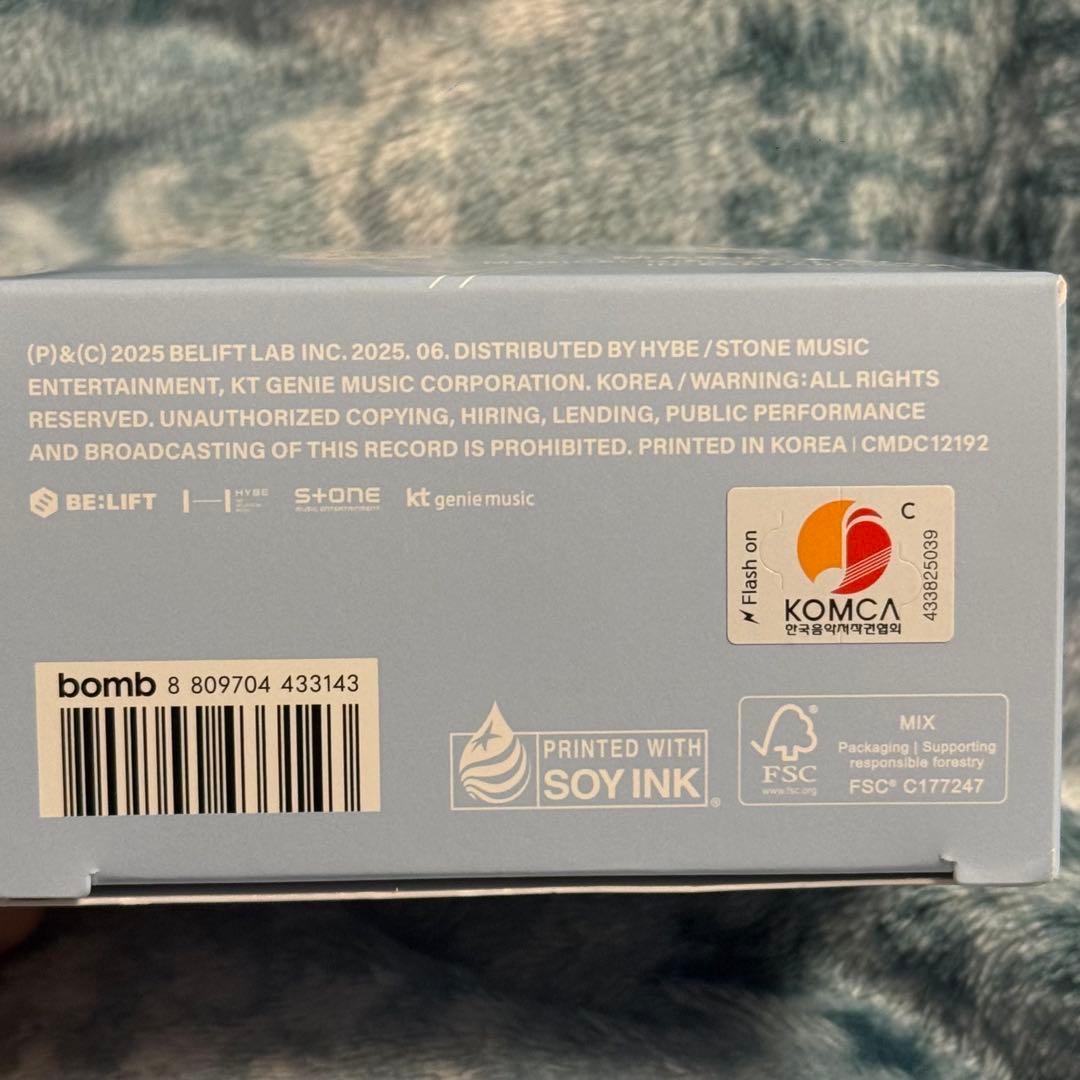 (P)&(C) 2025 BELIFT LAB INC. 2025. 06. DISTRIBUTED BY HYBE / STONE MUSIC
ENTERTAINMENT, KT GENIE MUSIC CORPORATION. KOREA / WARNING: ALL RIGHTS
RESERVED. UNAUTHORIZED COPYING, HIRING, LENDING, PUBLIC PERFORMANCE
AND BROADCASTING OF THIS RECORD IS PROHIBITED. PRINTED IN KOREA | CMDC12192
BE:LIFT
HYBE
STONE
MUSIC ENTERTAINMENT
kt genie music
Flash on
C
KOMCA
한국음악저작권협회
433825039
bomb 8 809704 433143
PRINTED WITH
SOY INK®
FSC®
www.fsc.org
MIX
Packaging | Supporting
responsible forestry
FSC® C177247